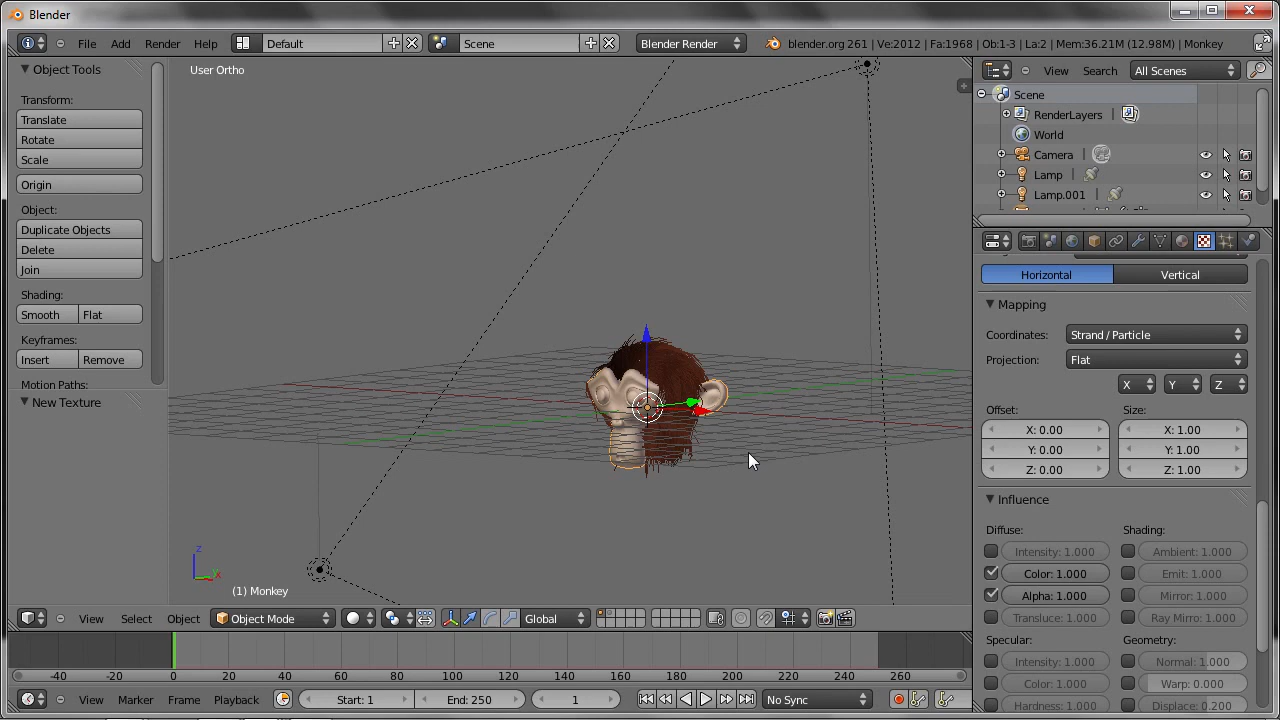 Blender
File Add Render Help Default Scene Blender Render blender.org 261 | Ve:2012 | Fa:1968 | Ob:1-3 | La:2 | Mem:36.21M (12.98M) | Monkey
Object Tools
Transform:
Translate
Rotate
Scale
Origin
Object:
Duplicate Objects
Delete
Join
Shading:
Smooth Flat
Keyframes:
Insert Remove
Motion Paths:
New Texture
User Ortho
z
(1) Monkey
View Select Object Object Mode Global
-40 -20 0 20 40 60 80 100 120 140 160 180 200 220 240 260
View Marker Frame Playback Start: 1 End: 250 1 No Sync
View Search All Scenes
Scene
RenderLayers
World
Camera
Lamp
Lamp.001
Horizontal Vertical
Mapping
Coordinates: Strand / Particle
Projection: Flat
X Y Z
Offset: Size:
X: 0.00 X: 1.00
Y: 0.00 Y: 1.00
Z: 0.00 Z: 1.00
Influence
Diffuse: Shading:
Intensity: 1.000 Ambient: 1.000
Color: 1.000 Emit: 1.000
Alpha: 1.000 Mirror: 1.000
Transluce: 1.000 Ray Mirro: 1.000
Specular: Geometry:
Intensity: 1.000 Normal: 1.000
Color: 1.000 Warp: 0.000
Hardness: 1.000 Displace: 0.200